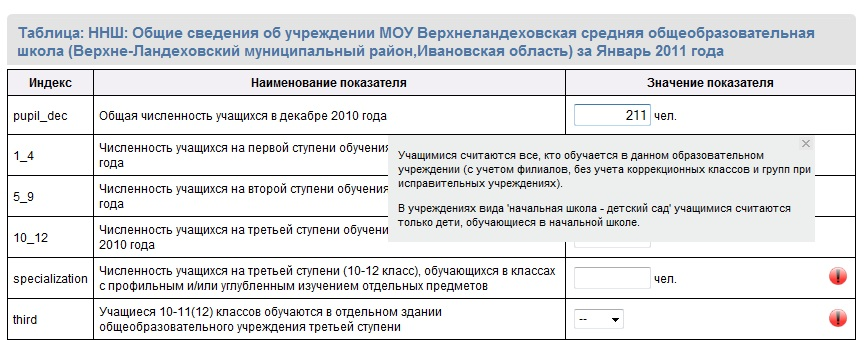 Таблица: ННШ: Общие сведения об учреждении МОУ Верхнеландеховская средняя общеобразовательная
школа (Верхне-Ландеховский муниципальный район,Ивановская область) за Январь 2011 года
Индекс Наименование показателя Значение показателя
pupil_dec Общая численность учащихся в декабре 2010 года 211 чел.
1_4 Численность учащихся на первой ступени обучения
года
5_9 Численность учащихся на второй ступени обучения
года
10_12 Численность учащихся на третьей ступени обучени
2010 года
Учащимися считаются все, кто обучается в данном образовательном
учреждении (с учетом филиалов, без учета коррекционных классов и групп при
исправительных учреждениях).
В учреждениях вида 'начальная школа - детский сад' учащимися считаются
только дети, обучающиеся в начальной школе.
specialization Численность учащихся на третьей ступени (10-12 класс), обучающихся в классах
с профильным и/или углубленным изучением отдельных предметов чел.
third Учащиеся 10-11(12) классов обучаются в отдельном здании
общеобразовательного учреждения третьей ступени --